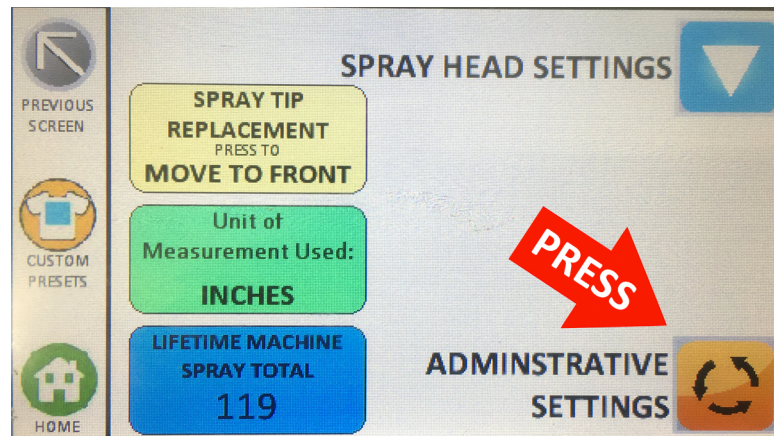 PREVIOUS
SCREEN
CUSTOM
PRESETS
HOME
SPRAY TIP
REPLACEMENT
PRESS TO
MOVE TO FRONT
Unit of
Measurement Used:
INCHES
LIFETIME MACHINE
SPRAY TOTAL
119
SPRAY HEAD SETTINGS
PRESS
ADMINSTRATIVE
SETTINGS